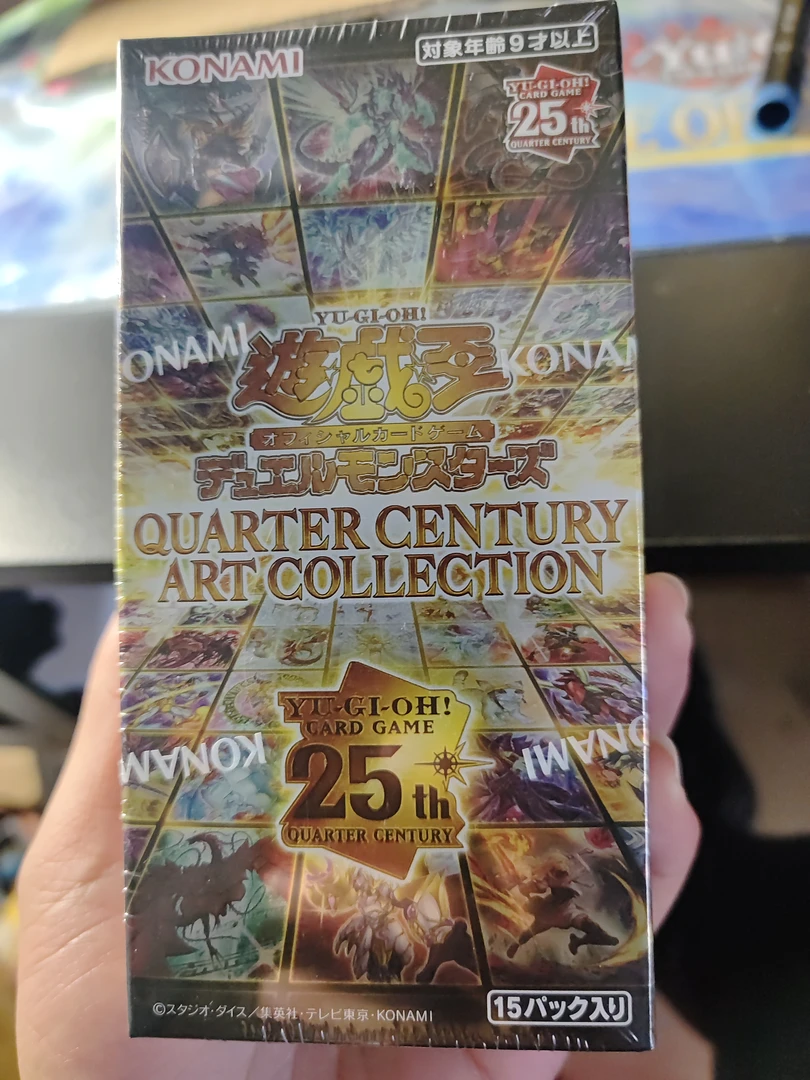 KONAMI
対象年齢9才以上
YU-GI-OH!
CARD GAME
25th
QUARTER CENTURY
YU-GI-OH!
KONAMI
遊戯王
KONAMI
オフィシャルカードゲーム
デュエルモンスターズ
QUARTER CENTURY
ART COLLECTION
YU-GI-OH!
CARD GAME
25th
QUARTER CENTURY
KONAMI
KONAMI
©スタジオ・ダイス／集英社・テレビ東京・KONAMI
15パック入り